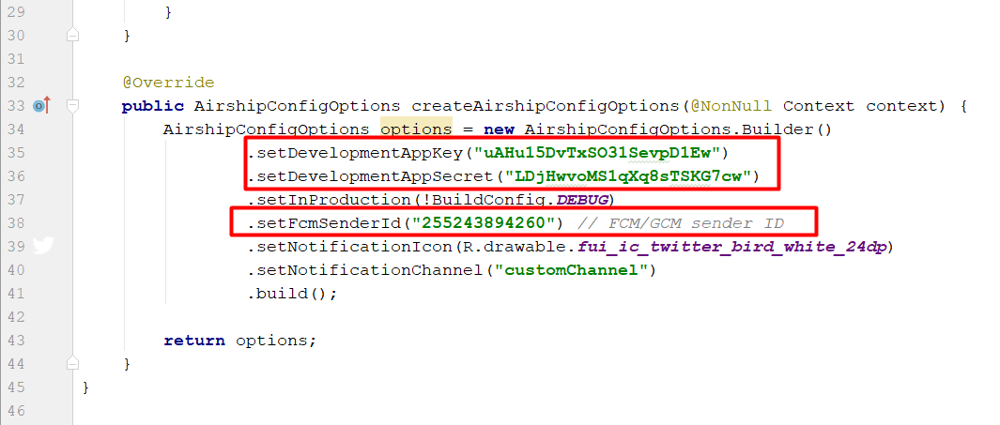 29 }
30 }
31
32 @Override
33 public AirshipConfigOptions createAirshipConfigOptions(@NonNull Context context) {
34 AirshipConfigOptions options = new AirshipConfigOptions.Builder()
35 .setDevelopmentAppKey("uAHu15DvTxSO31SevpD1Ew")
36 .setDevelopmentAppSecret("LDjHwvoMS1qXq8sTSKG7cw")
37 .setInProduction(!BuildConfig.DEBUG)
38 .setFcmSenderId("255243894260") // FCM/GCM sender ID
39 .setNotificationIcon(R.drawable.fui_ic_twitter_bird_white_24dp)
40 .setNotificationChannel("customChannel")
41 .build();
42
43 return options;
44 }
45 }
46